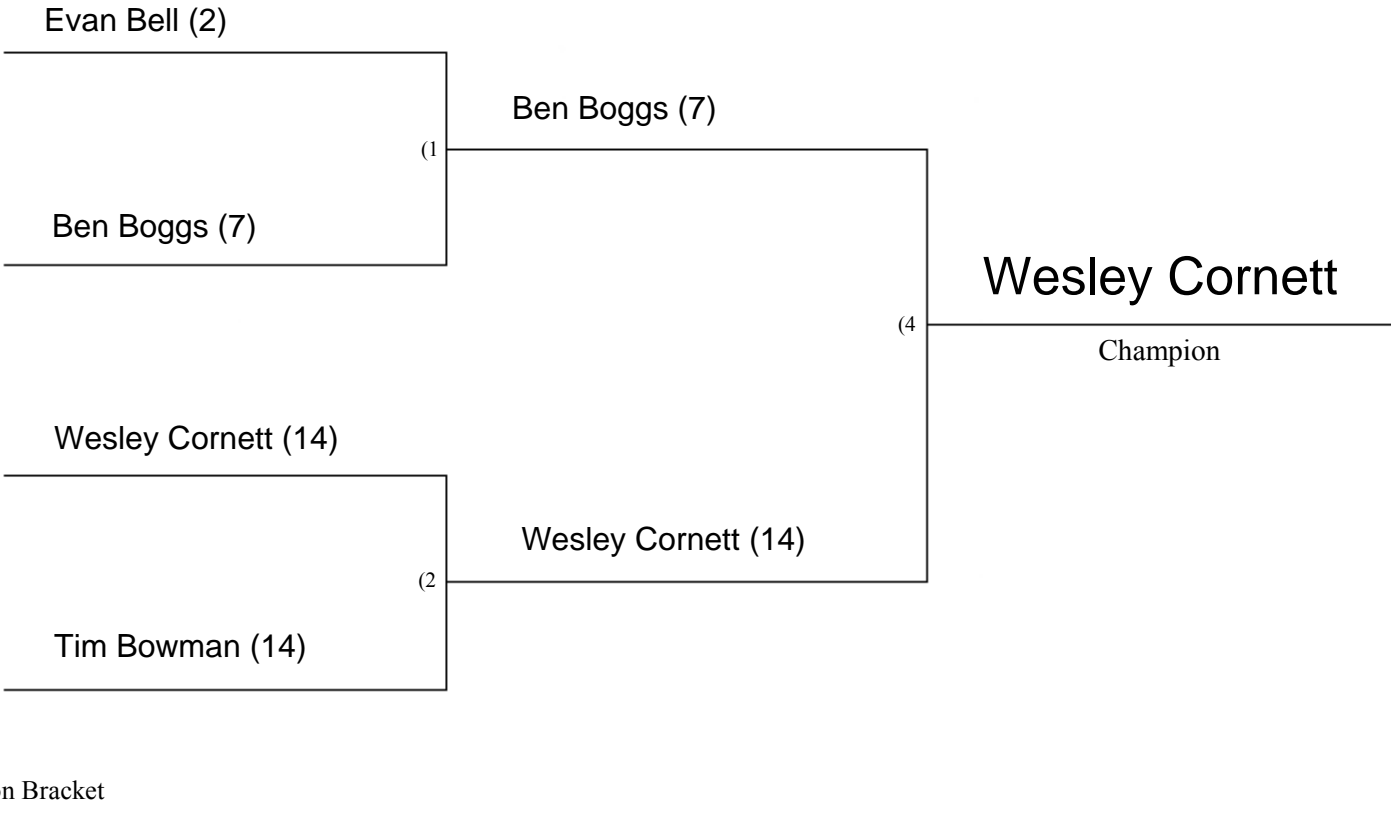 Evan Bell (2)
Ben Boggs (7)
(1
Ben Boggs (7)
Wesley Cornett
(4
Champion
Wesley Cornett (14)
Wesley Cornett (14)
(2
Tim Bowman (14)
Bracket